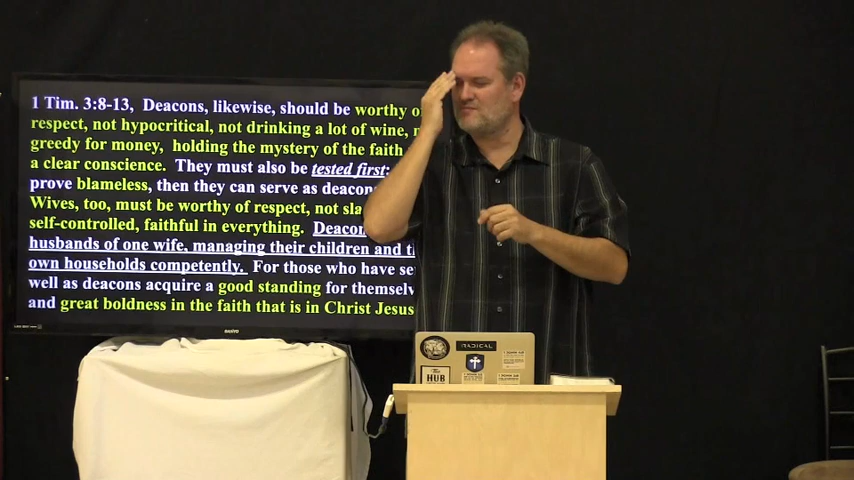 1 Tim. 3:8-13, Deacons, likewise, should be worthy o
respect, not hypocritical, not drinking a lot of wine,
greedy for money, holding the mystery of the faith
a clear conscience. They must also be tested first:
prove blameless, then they can serve as deacons
Wives, too, must be worthy of respect, not sla
self-controlled, faithful in everything. Deacon
husbands of one wife, managing their children and t
own households competently. For those who have se
well as deacons acquire a good standing for themselv
and great boldness in the faith that is in Christ Jesus
SANYO
RADICAL
THE HUB